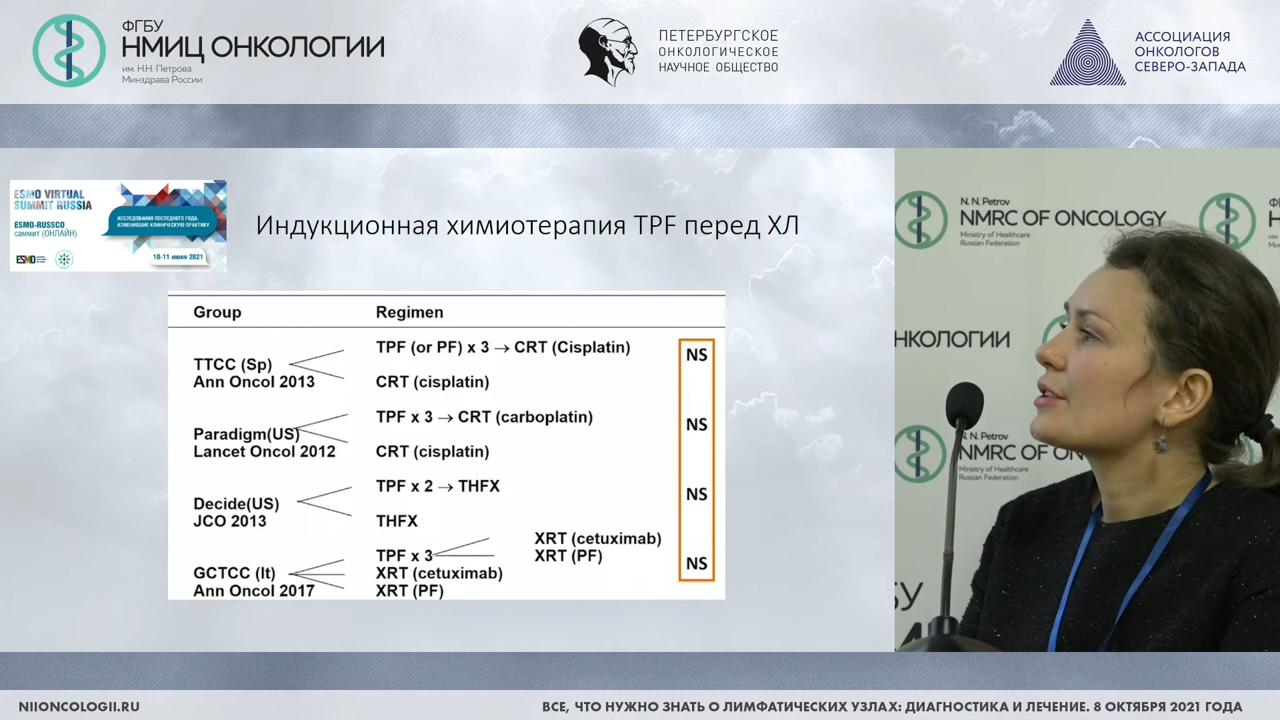 ФГБУ
НМИЦ ОНКОЛОГИИ
им. Н.Н. Петрова
Минздрава России
ПЕТЕРБУРГСКОЕ
ОНКОЛОГИЧЕСКОЕ
НАУЧНОЕ ОБЩЕСТВО
АССОЦИАЦИЯ
ОНКОЛОГОВ
СЕВЕРО-ЗАПАДА
ESMO VIRTUAL
SUMMIT RUSSIA
ESMO-RUSSCO
саммит (ОНЛАЙН)
ИССЛЕДОВАНИЯ ПОСЛЕДНЕГО ГОДА,
ИЗМЕНИВШИЕ КЛИНИЧЕСКУЮ ПРАКТИКУ
ESMO
10-11 июня 2021
Индукционная химиотерапия TPF перед ХЛ
Group Regimen
TPF (or PF) x 3 → CRT (Cisplatin) NS
TTCC (Sp)
Ann Oncol 2013 CRT (cisplatin)
TPF x 3 → CRT (carboplatin) NS
Paradigm(US)
Lancet Oncol 2012 CRT (cisplatin)
TPF x 2 → THFX NS
Decide(US)
JCO 2013 THFX
XRT (cetuximab)
TPF x 3 XRT (PF) NS
GCTCC (It) XRT (cetuximab)
Ann Oncol 2017 XRT (PF)
N. N. Petrov
NMRC OF ONCOLOGY
Ministry of Healthcare
Russian Federation
НКОЛОГИИ
N. N. Petrov
NMRC OF ON
Ministry of Healthcare
Russian Federation
NIIONCOLOGII.RU
ВСЕ, ЧТО НУЖНО ЗНАТЬ О ЛИМФАТИЧЕСКИХ УЗЛАХ: ДИАГНОСТИКА И ЛЕЧЕНИЕ. 8 ОКТЯБРЯ 2021 ГОДА